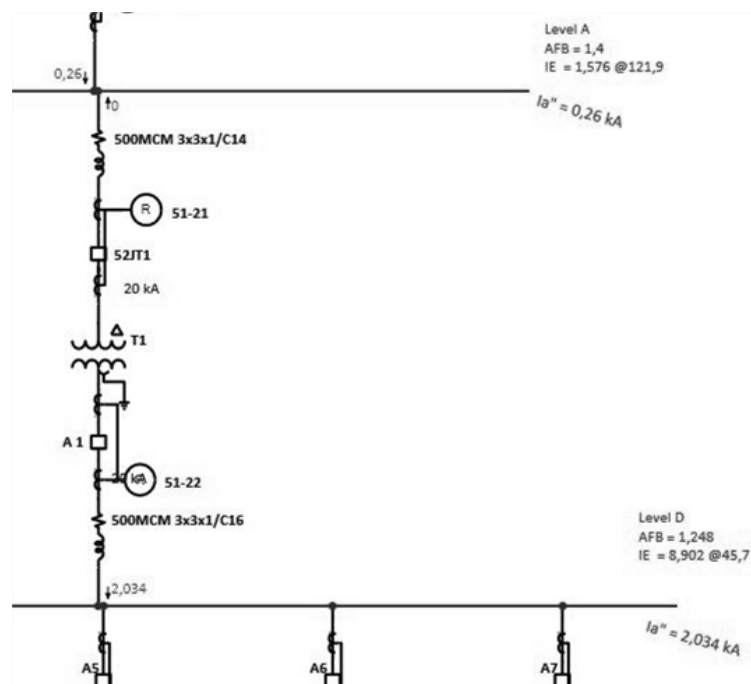 Level A
AFB = 1,4
IE = 1,576 @121,9
0,26
Ia" = 0,26 kA
0
500MCM 3x3x1/C14
R
51-21
52JT1
20 kA
T1
A 1
51-22
500MCM 3x3x1/C16
Level D
AFB = 1,248
IE = 8,902 @45,7
2,034
Ia" = 2,034 kA
A5
A6
A7